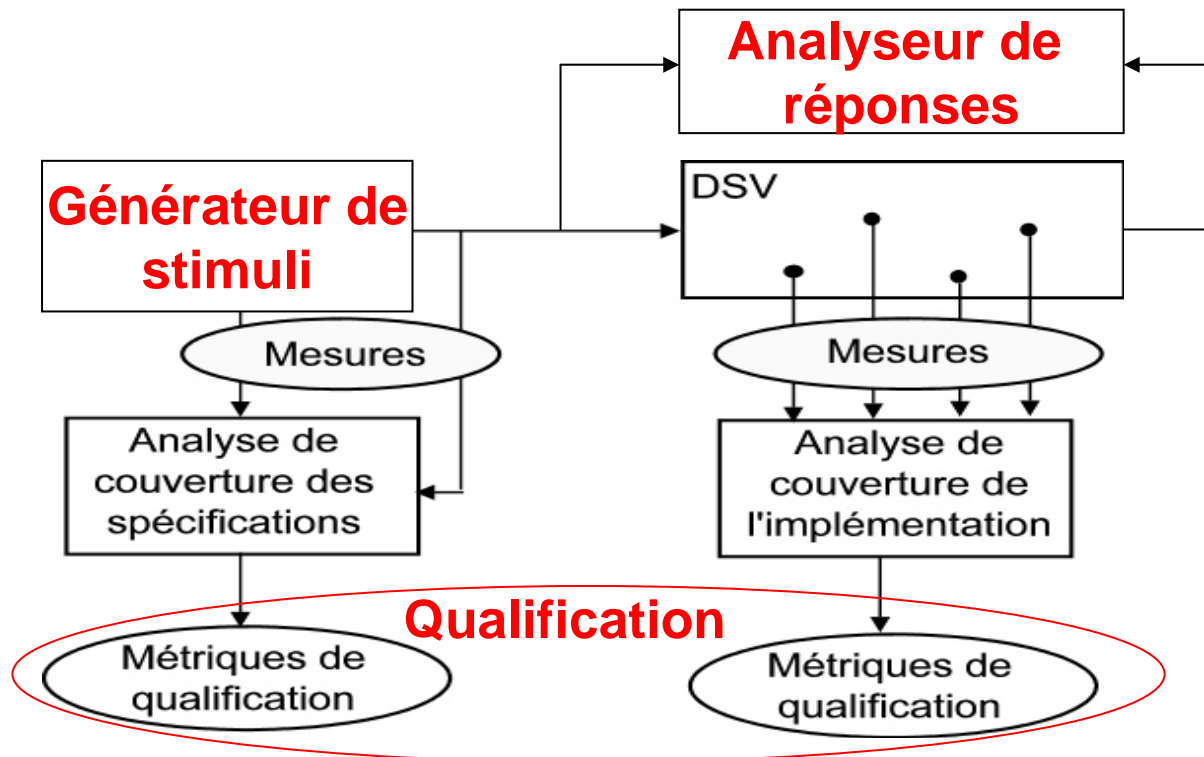 Analyseur de
réponses
Générateur de
stimuli
DSV
Mesures
Mesures
Analyse de
couverture des
spécifications
Analyse de
couverture de
l'implémentation
Qualification
Métriques de
qualification
Métriques de
qualification